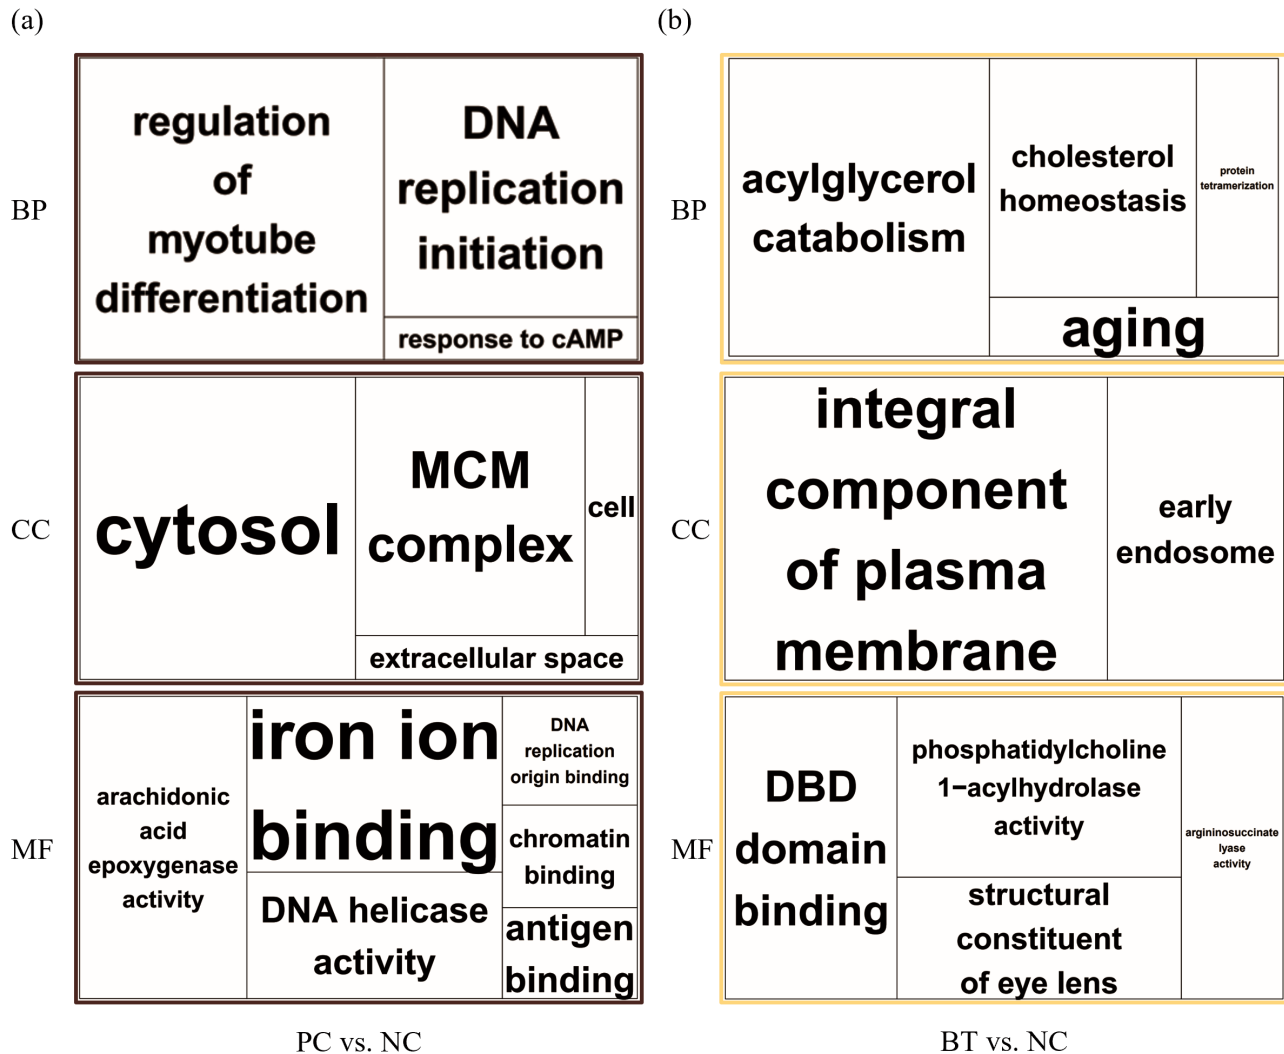 (a)
BP
regulation
of
myotube
differentiation
DNA
replication
initiation
response to cAMP
CC
cytosol
MCM
complex
cell
extracellular space
MF
arachidonic
acid
epoxygenase
activity
iron ion
binding
DNA helicase
activity
DNA
replication
origin binding
chromatin
binding
antigen
binding
PC vs. NC
(b)
BP
acylglycerol
catabolism
cholesterol
homeostasis
protein
tetramerization
aging
CC
integral
component
of plasma
membrane
early
endosome
MF
DBD
domain
binding
phosphatidylcholine
1−acylhydrolase
activity
structural
constituent
of eye lens
argininosuccinate
lyase
activity
BT vs. NC